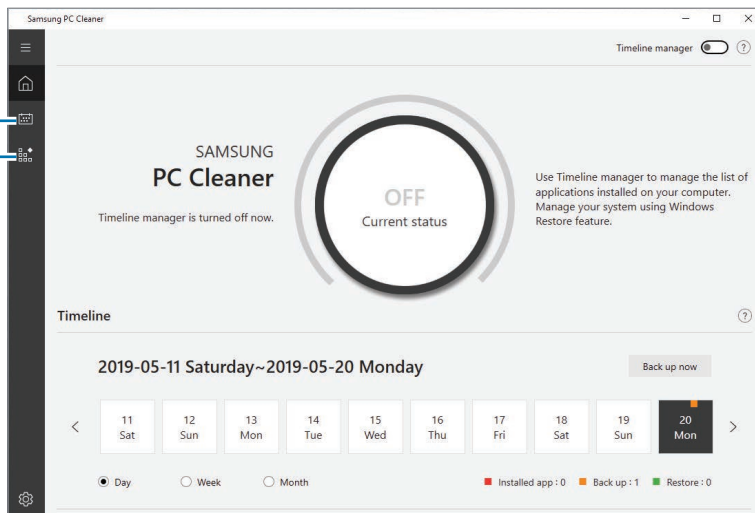 Samsung PC Cleaner
Timeline manager
?
SAMSUNG
PC Cleaner
Timeline manager is turned off now.
OFF
Current status
Use Timeline manager to manage the list of
applications installed on your computer.
Manage your system using Windows
Restore feature.
Timeline
?
2019-05-11 Saturday~2019-05-20 Monday
Back up now
11 12 13 14 15 16 17 18 19 20
Sat Sun Mon Tue Wed Thu Fri Sat Sun Mon
Day Week Month
Installed app : 0 Back up : 1 Restore : 0